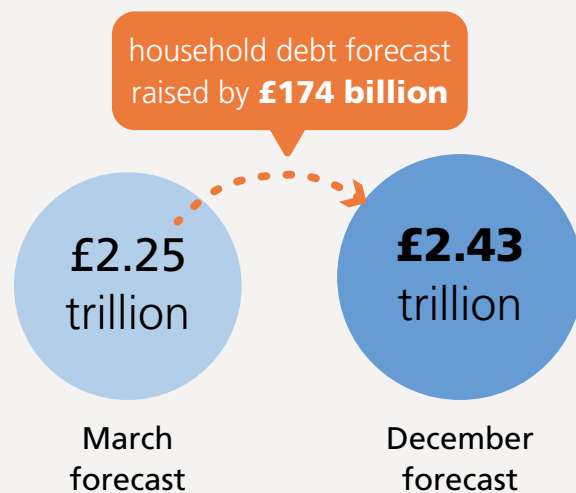 household debt forecast
raised by £174 billion
£2.25
trillion
£2.43
trillion
March
forecast
December
forecast